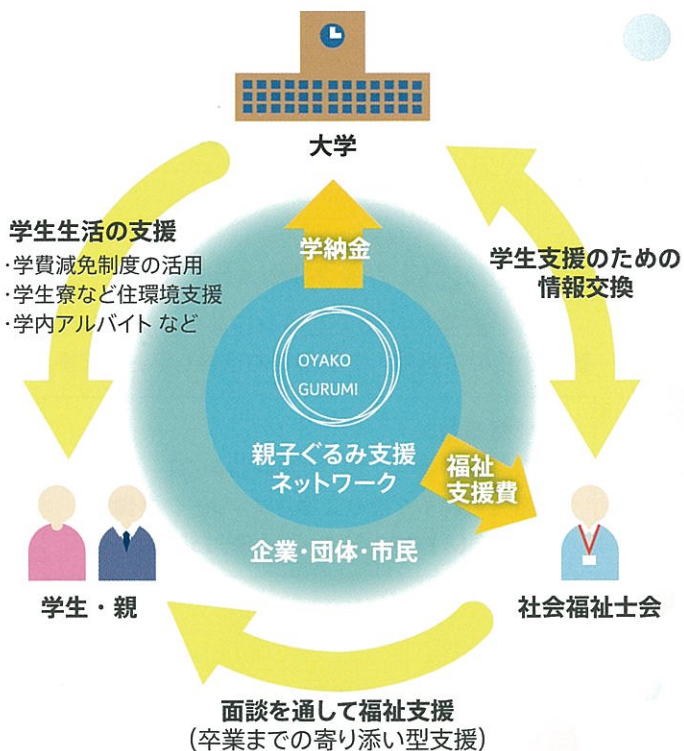 大学
学生生活の支援
・学費減免制度の活用
・学生寮など住環境支援
・学内アルバイト など
学納金
学生支援のための
情報交換
OYAKO
GURUMI
親子ぐるみ支援
ネットワーク
福祉
支援費
企業・団体・市民
学生・親
社会福祉士会
面談を通して福祉支援
(卒業までの寄り添い型支援)